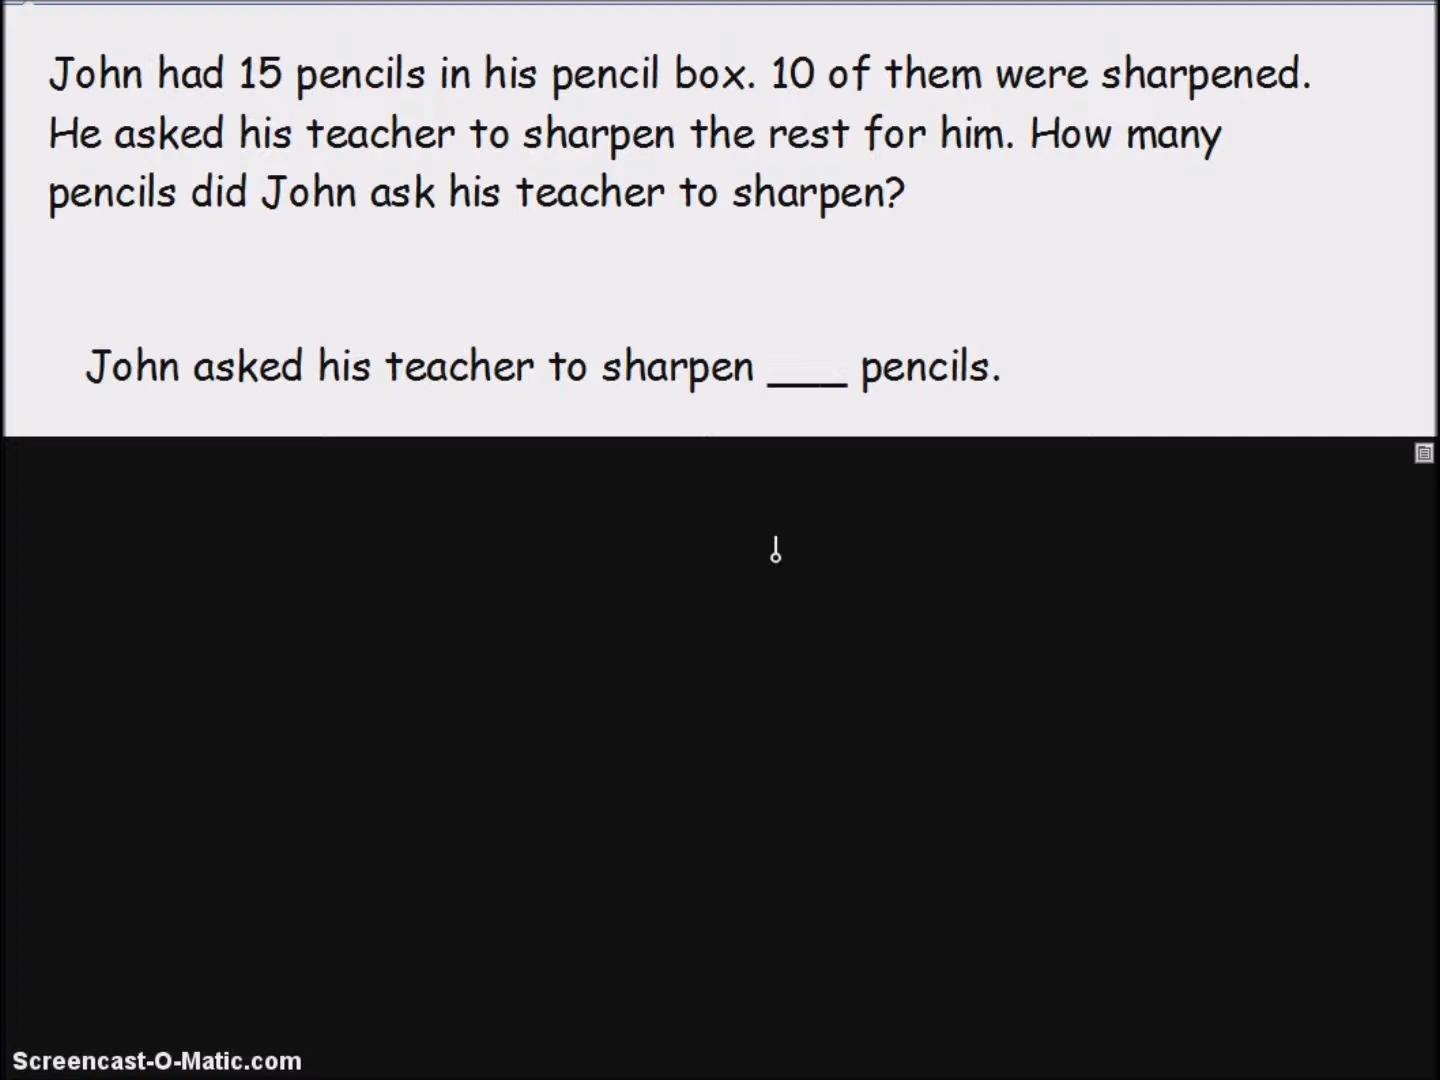 John had 15 pencils in his pencil box. 10 of them were sharpened.
He asked his teacher to sharpen the rest for him. How many
pencils did John ask his teacher to sharpen?
John asked his teacher to sharpen ___ pencils.
Screencast-O-Matic.com